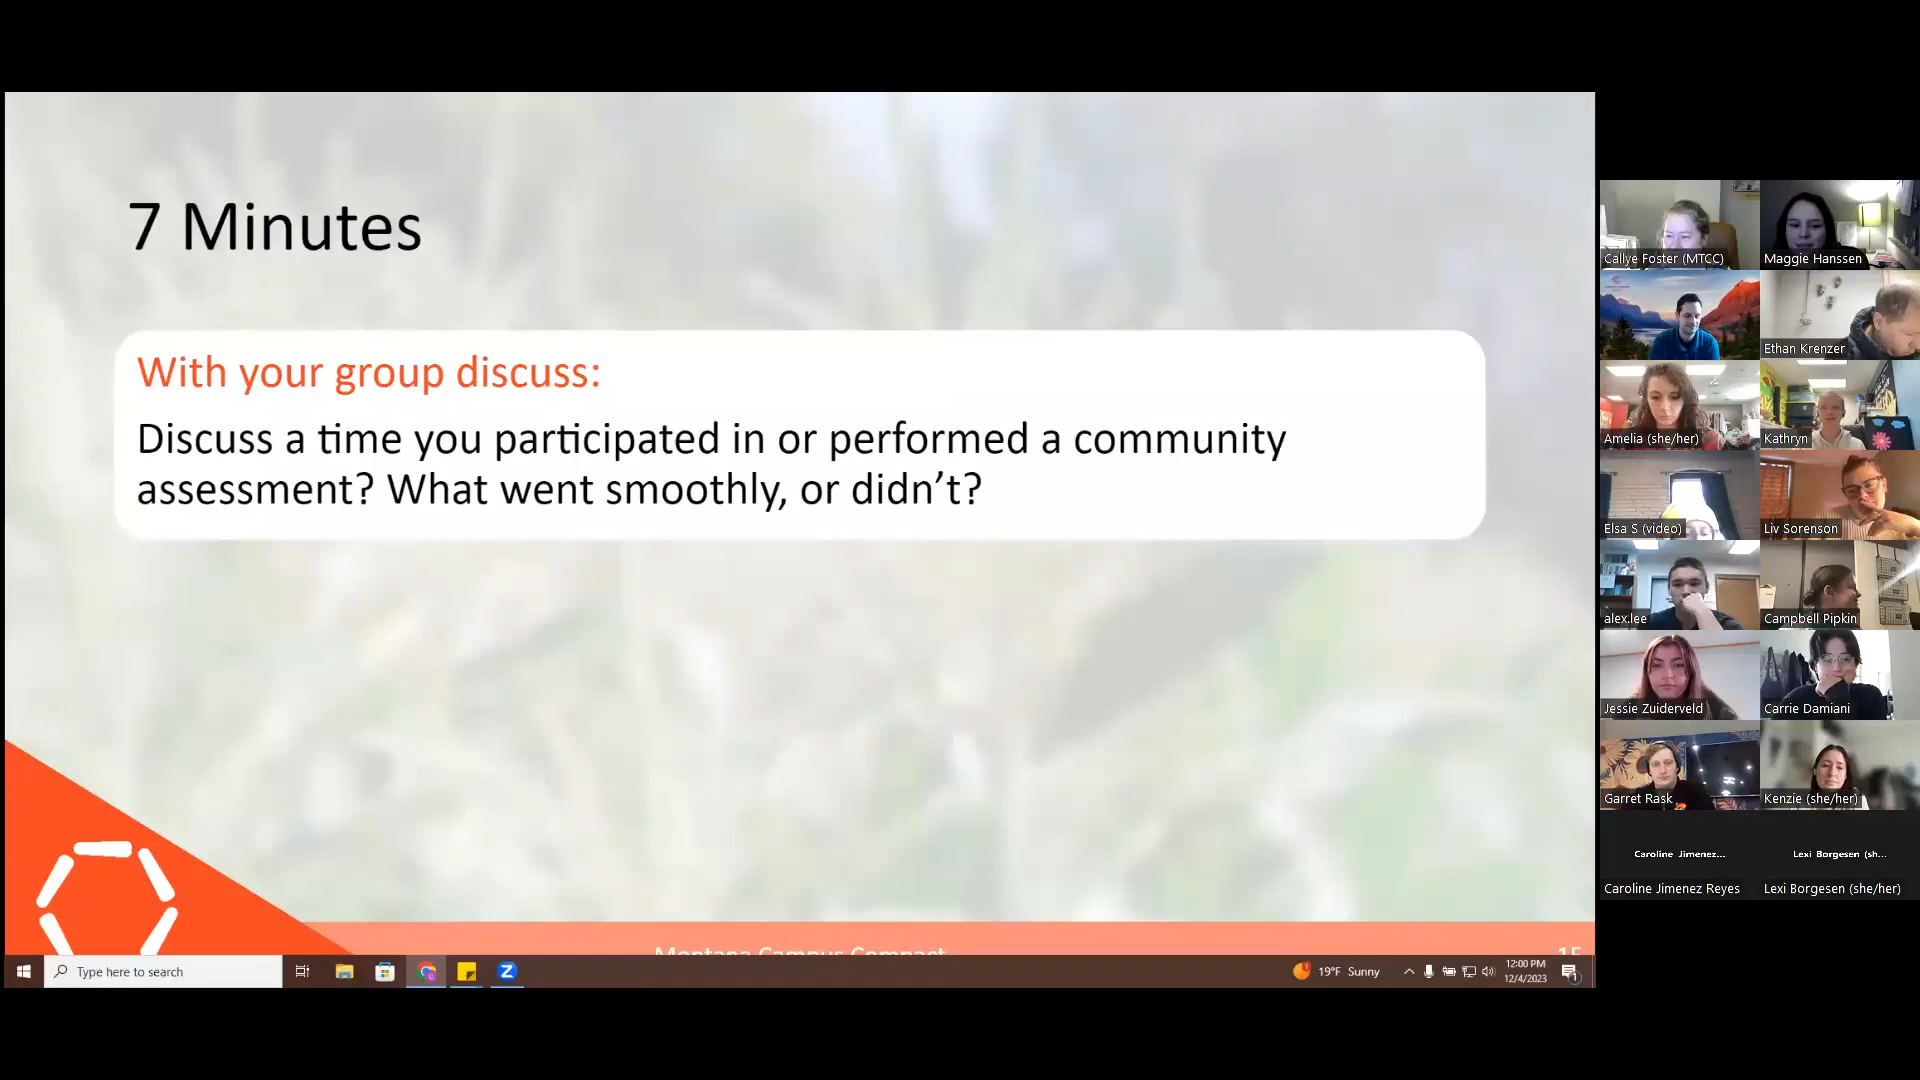 7 Minutes
With your group discuss:
Discuss a time you participated in or performed a community
assessment? What went smoothly, or didn't?
Montana Campus Compact
15
Type here to search
19°F Sunny
12:00 PM
12/4/2023
1
Callye Foster (MTCC)
Maggie Hanssen
Ethan Krenzer
Amelia (she/her)
Kathryn
Elsa S (video)
Liv Sorenson
alex.lee
Campbell Pipkin
Jessie Zuiderveld
Carrie Damiani
Garret Rask
Kenzie (she/her)
Caroline Jimenez...
Lexi Borgesen (sh...
Caroline Jimenez Reyes
Lexi Borgesen (she/her)